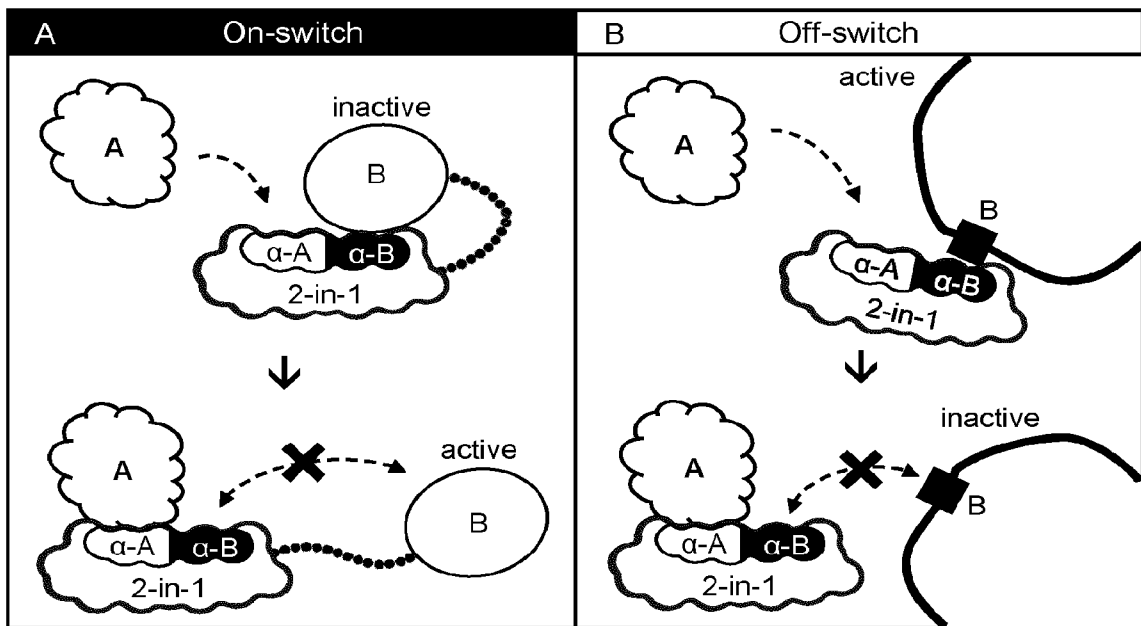 A On-switch
inactive
A
B
α-A α-B
2-in-1
active
A
B
α-A α-B
2-in-1
B Off-switch
active
A
B
α-A α-B
2-in-1
inactive
A
B
α-A α-B
2-in-1